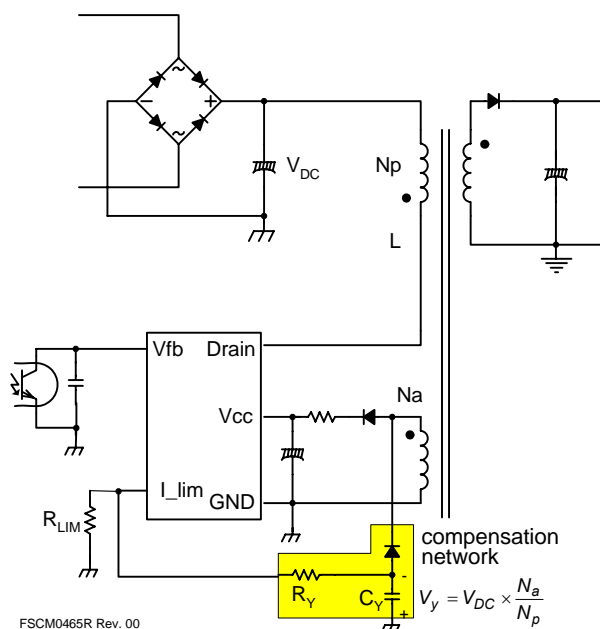 V_DC
Np
L
Vfb
Drain
Na
Vcc
I_lim
GND
R_LIM
compensation
network
R_Y
C_Y
-
+
V_y = V_DC × N_a / N_p
FSCM0465R Rev. 00